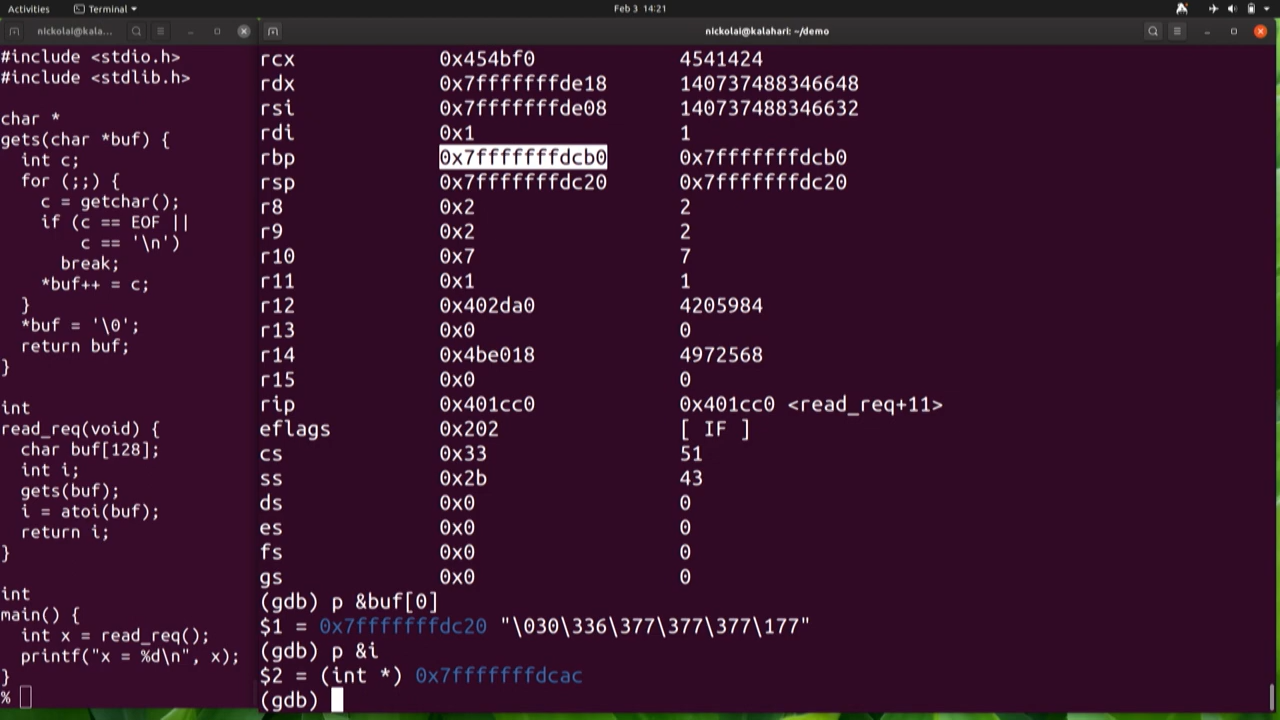 Activities
Terminal
Feb 3 14:21
nickolai@kala...
#include <stdio.h>
#include <stdlib.h>
char *
gets(char *buf) {
int c;
for (;;) {
c = getchar();
if (c == EOF ||
c == '\n')
break;
*buf++ = c;
}
*buf = '\0';
return buf;
}
int
read_req(void) {
char buf[128];
int i;
gets(buf);
i = atoi(buf);
return i;
}
int
main() {
int x = read_req();
printf("x = %d\n", x);
}
%
nickolai@kalahari: ~/demo
rcx 0x454bf0 4541424
rdx 0x7fffffffde18 140737488346648
rsi 0x7fffffffde08 140737488346632
rdi 0x1 1
rbp 0x7fffffffdcb0 0x7fffffffdcb0
rsp 0x7fffffffdc20 0x7fffffffdc20
r8 0x2 2
r9 0x2 2
r10 0x7 7
r11 0x1 1
r12 0x402da0 4205984
r13 0x0 0
r14 0x4be018 4972568
r15 0x0 0
rip 0x401cc0 0x401cc0 <read_req+11>
eflags 0x202 [ IF ]
cs 0x33 51
ss 0x2b 43
ds 0x0 0
es 0x0 0
fs 0x0 0
gs 0x0 0
(gdb) p &buf[0]
$1 = 0x7fffffffdc20 "\030\336\377\377\377\177"
(gdb) p &i
$2 = (int *) 0x7fffffffdcac
(gdb)